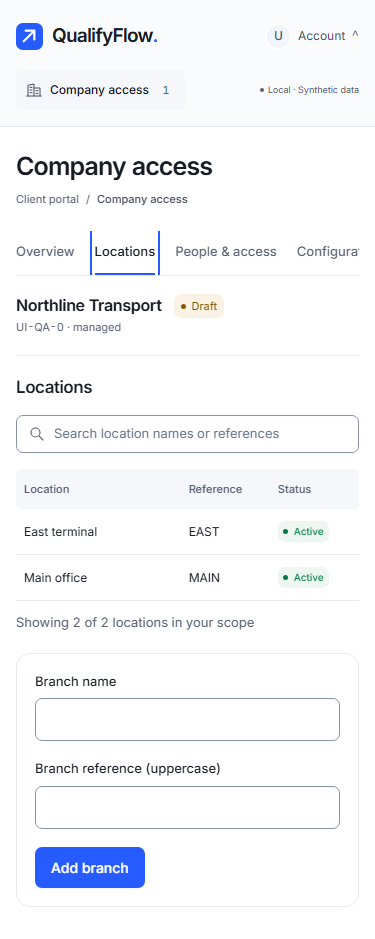 QualifyFlow.
U Account ^
Company access 1
Local · Synthetic data
Company access
Client portal / Company access
Overview Locations People & access Configurat
Northline Transport Draft
UI-QA-0 · managed
Locations
Search location names or references
Location Reference Status
East terminal EAST Active
Main office MAIN Active
Showing 2 of 2 locations in your scope
Branch name
Branch reference (uppercase)
Add branch